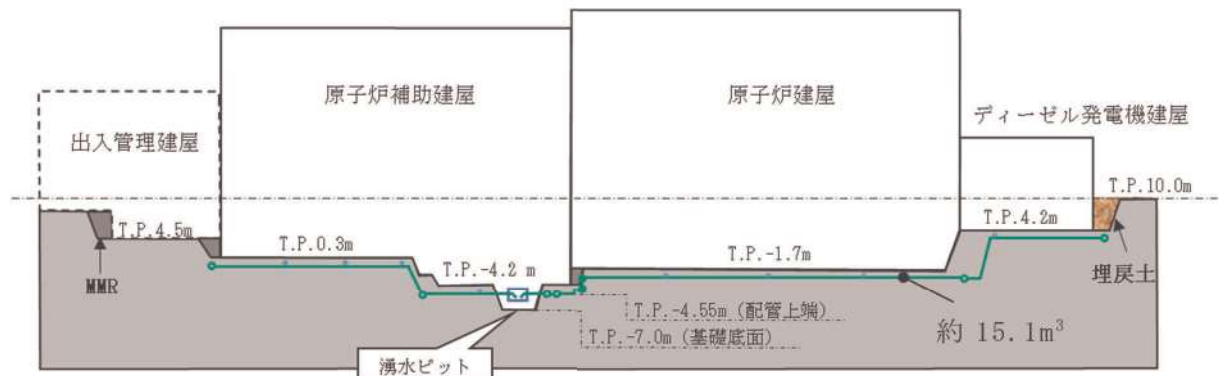 原子炉補助建屋
原子炉建屋
出入管理建屋
ディーゼル発電機建屋
T.P.10.0m
T.P.4.5m
T.P.4.2m
T.P.0.3m
T.P.-4.2 m
T.P.-1.7m
MMR
埋戻土
T.P.-4.55m（配管上端）
T.P.-7.0m（基礎底面）
約 15.1m³
湧水ピット